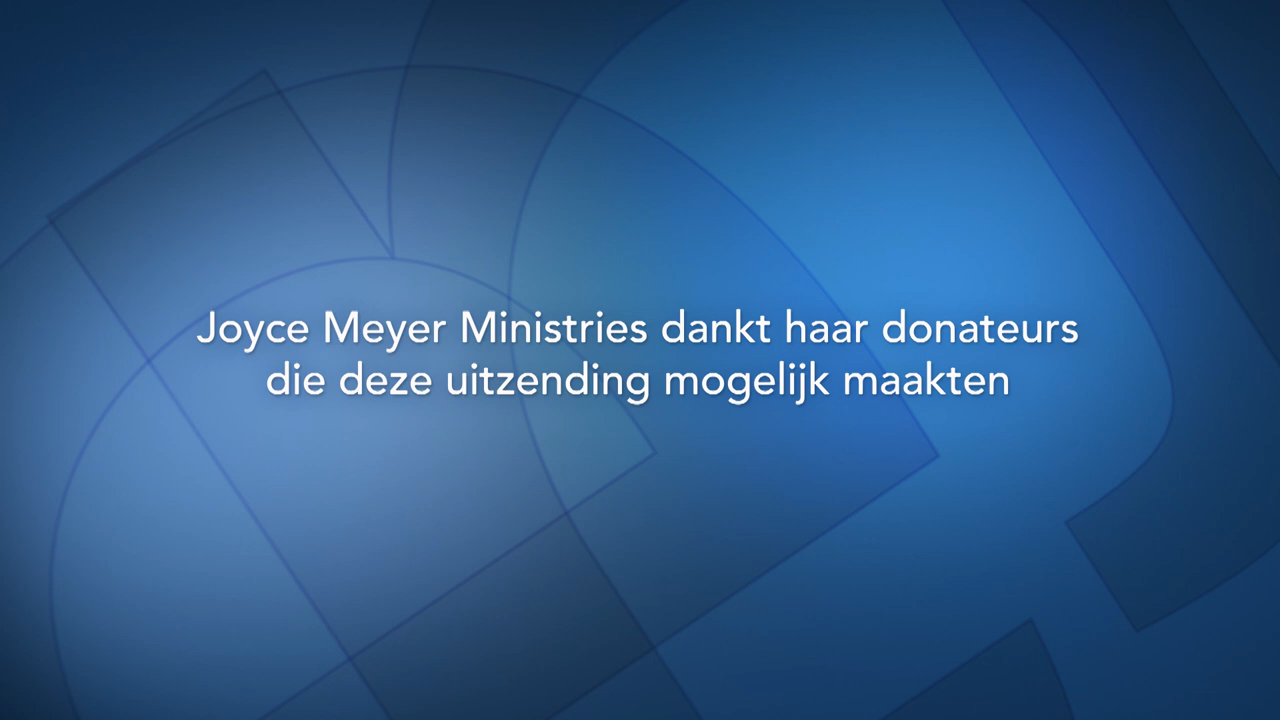 Joyce Meyer Ministries dankt haar donateurs
die deze uitzending mogelijk maakten